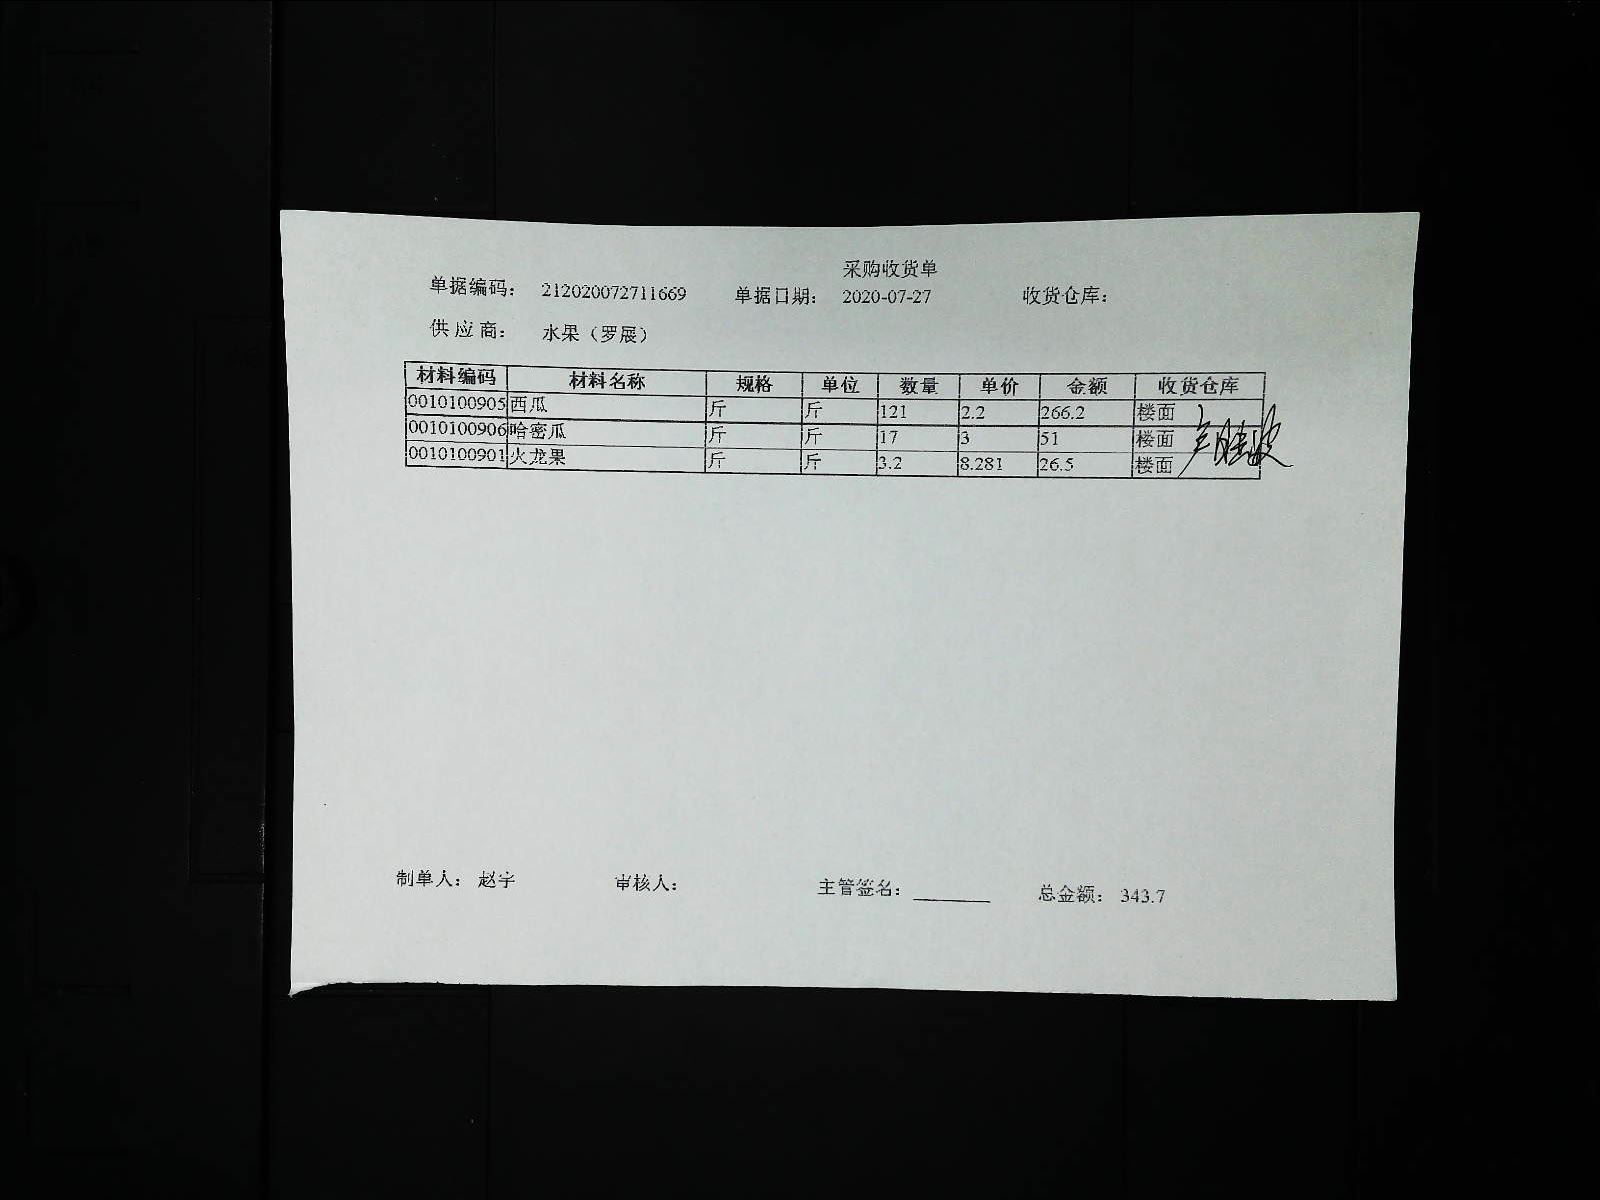 采购收货单
单据编码： 212020072711669 单据日期： 2020-07-27 收货仓库：
供应商： 水果（罗展）
材料编码 材料名称 规格 单位 数量 单价 金额 收货仓库
0010100905 西瓜 斤 斤 121 2.2 266.2 楼面
0010100906 哈密瓜 斤 斤 17 3 51 楼面
0010100901 火龙果 斤 斤 3.2 8.281 26.5 楼面
制单人： 赵宇 审核人： 主管签名： 总金额： 343.7